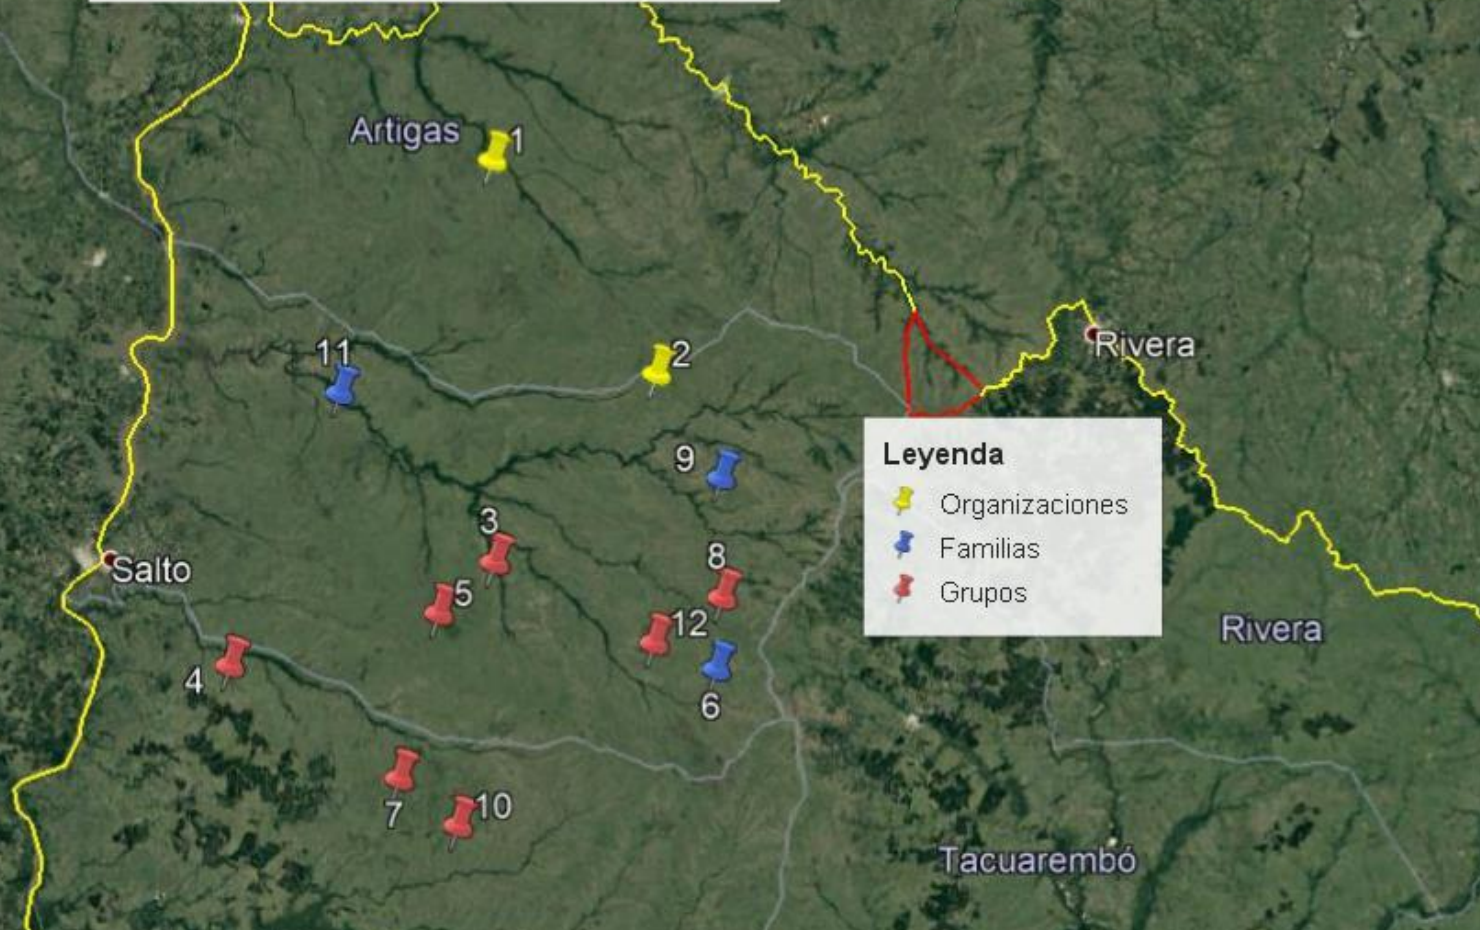 Artigas
1
11
2
Rivera
9
Leyenda
Organizaciones
Familias
Grupos
3
8
Salto
5
12
Rivera
4
6
7
10
Tacuarembó